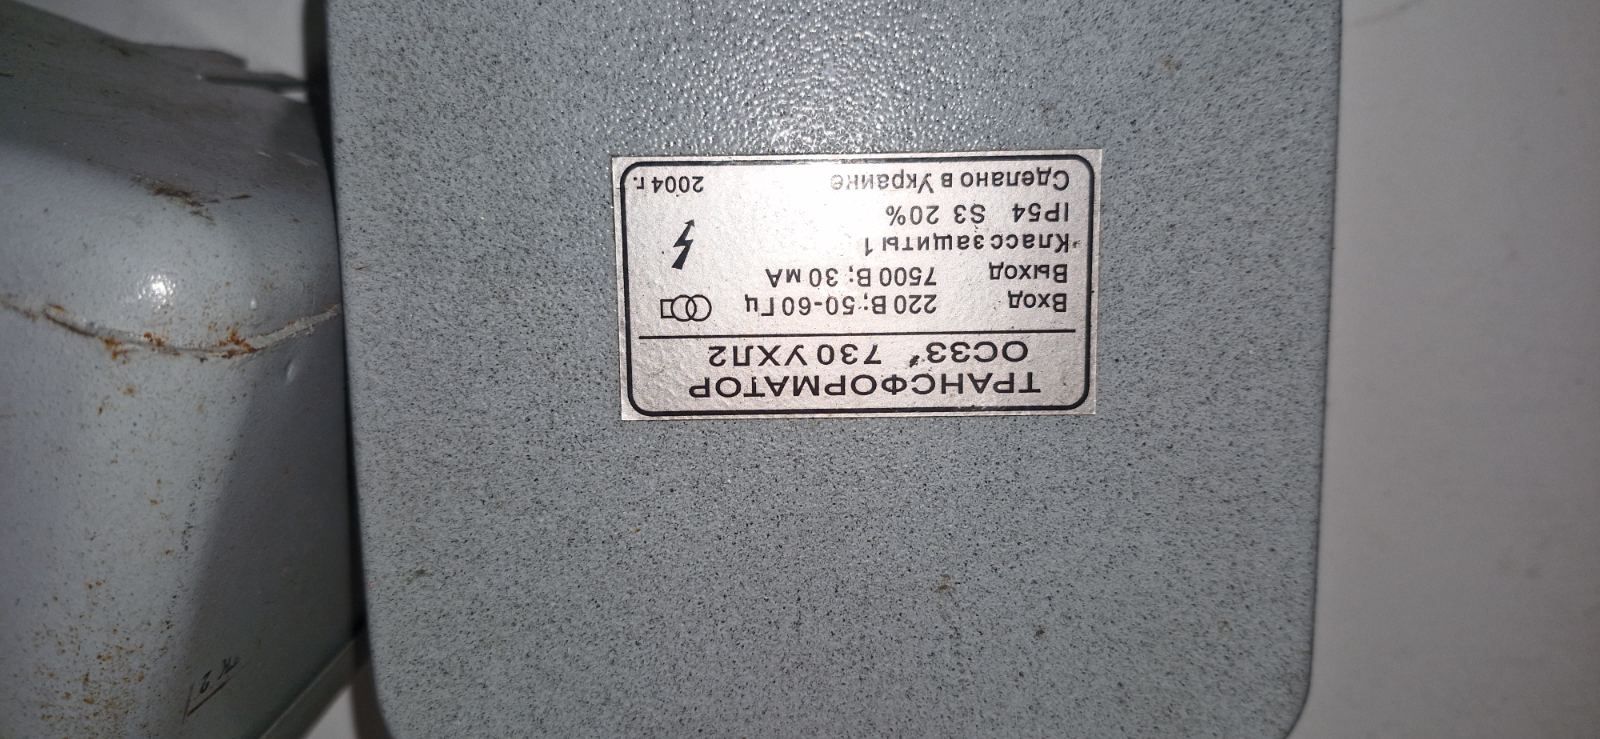 ТРАНСФОРМАТОР
ОСЗЗ 730 УХЛ2
Вход 220 В; 50-60 Гц
Выход 7500 В; 30 мА
Класс защиты 1
IP54 S3 20%
Сделано в Украине 2004 г.